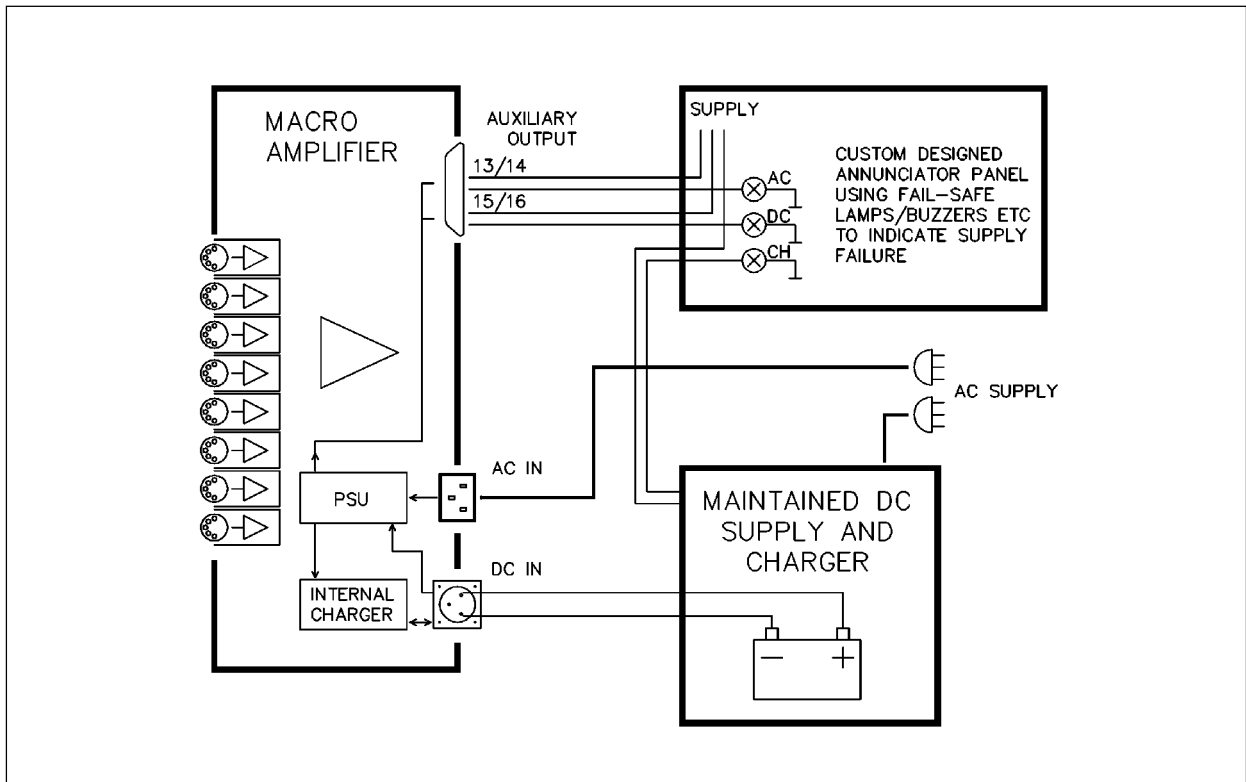 MACRO
AMPLIFIER
AUXILIARY
OUTPUT
13/14
15/16
SUPPLY
AC
DC
CH
CUSTOM DESIGNED
ANNUNCIATOR PANEL
USING FAIL-SAFE
LAMPS/BUZZERS ETC
TO INDICATE SUPPLY
FAILURE
AC SUPPLY
AC IN
PSU
DC IN
INTERNAL
CHARGER
MAINTAINED DC
SUPPLY AND
CHARGER
− +